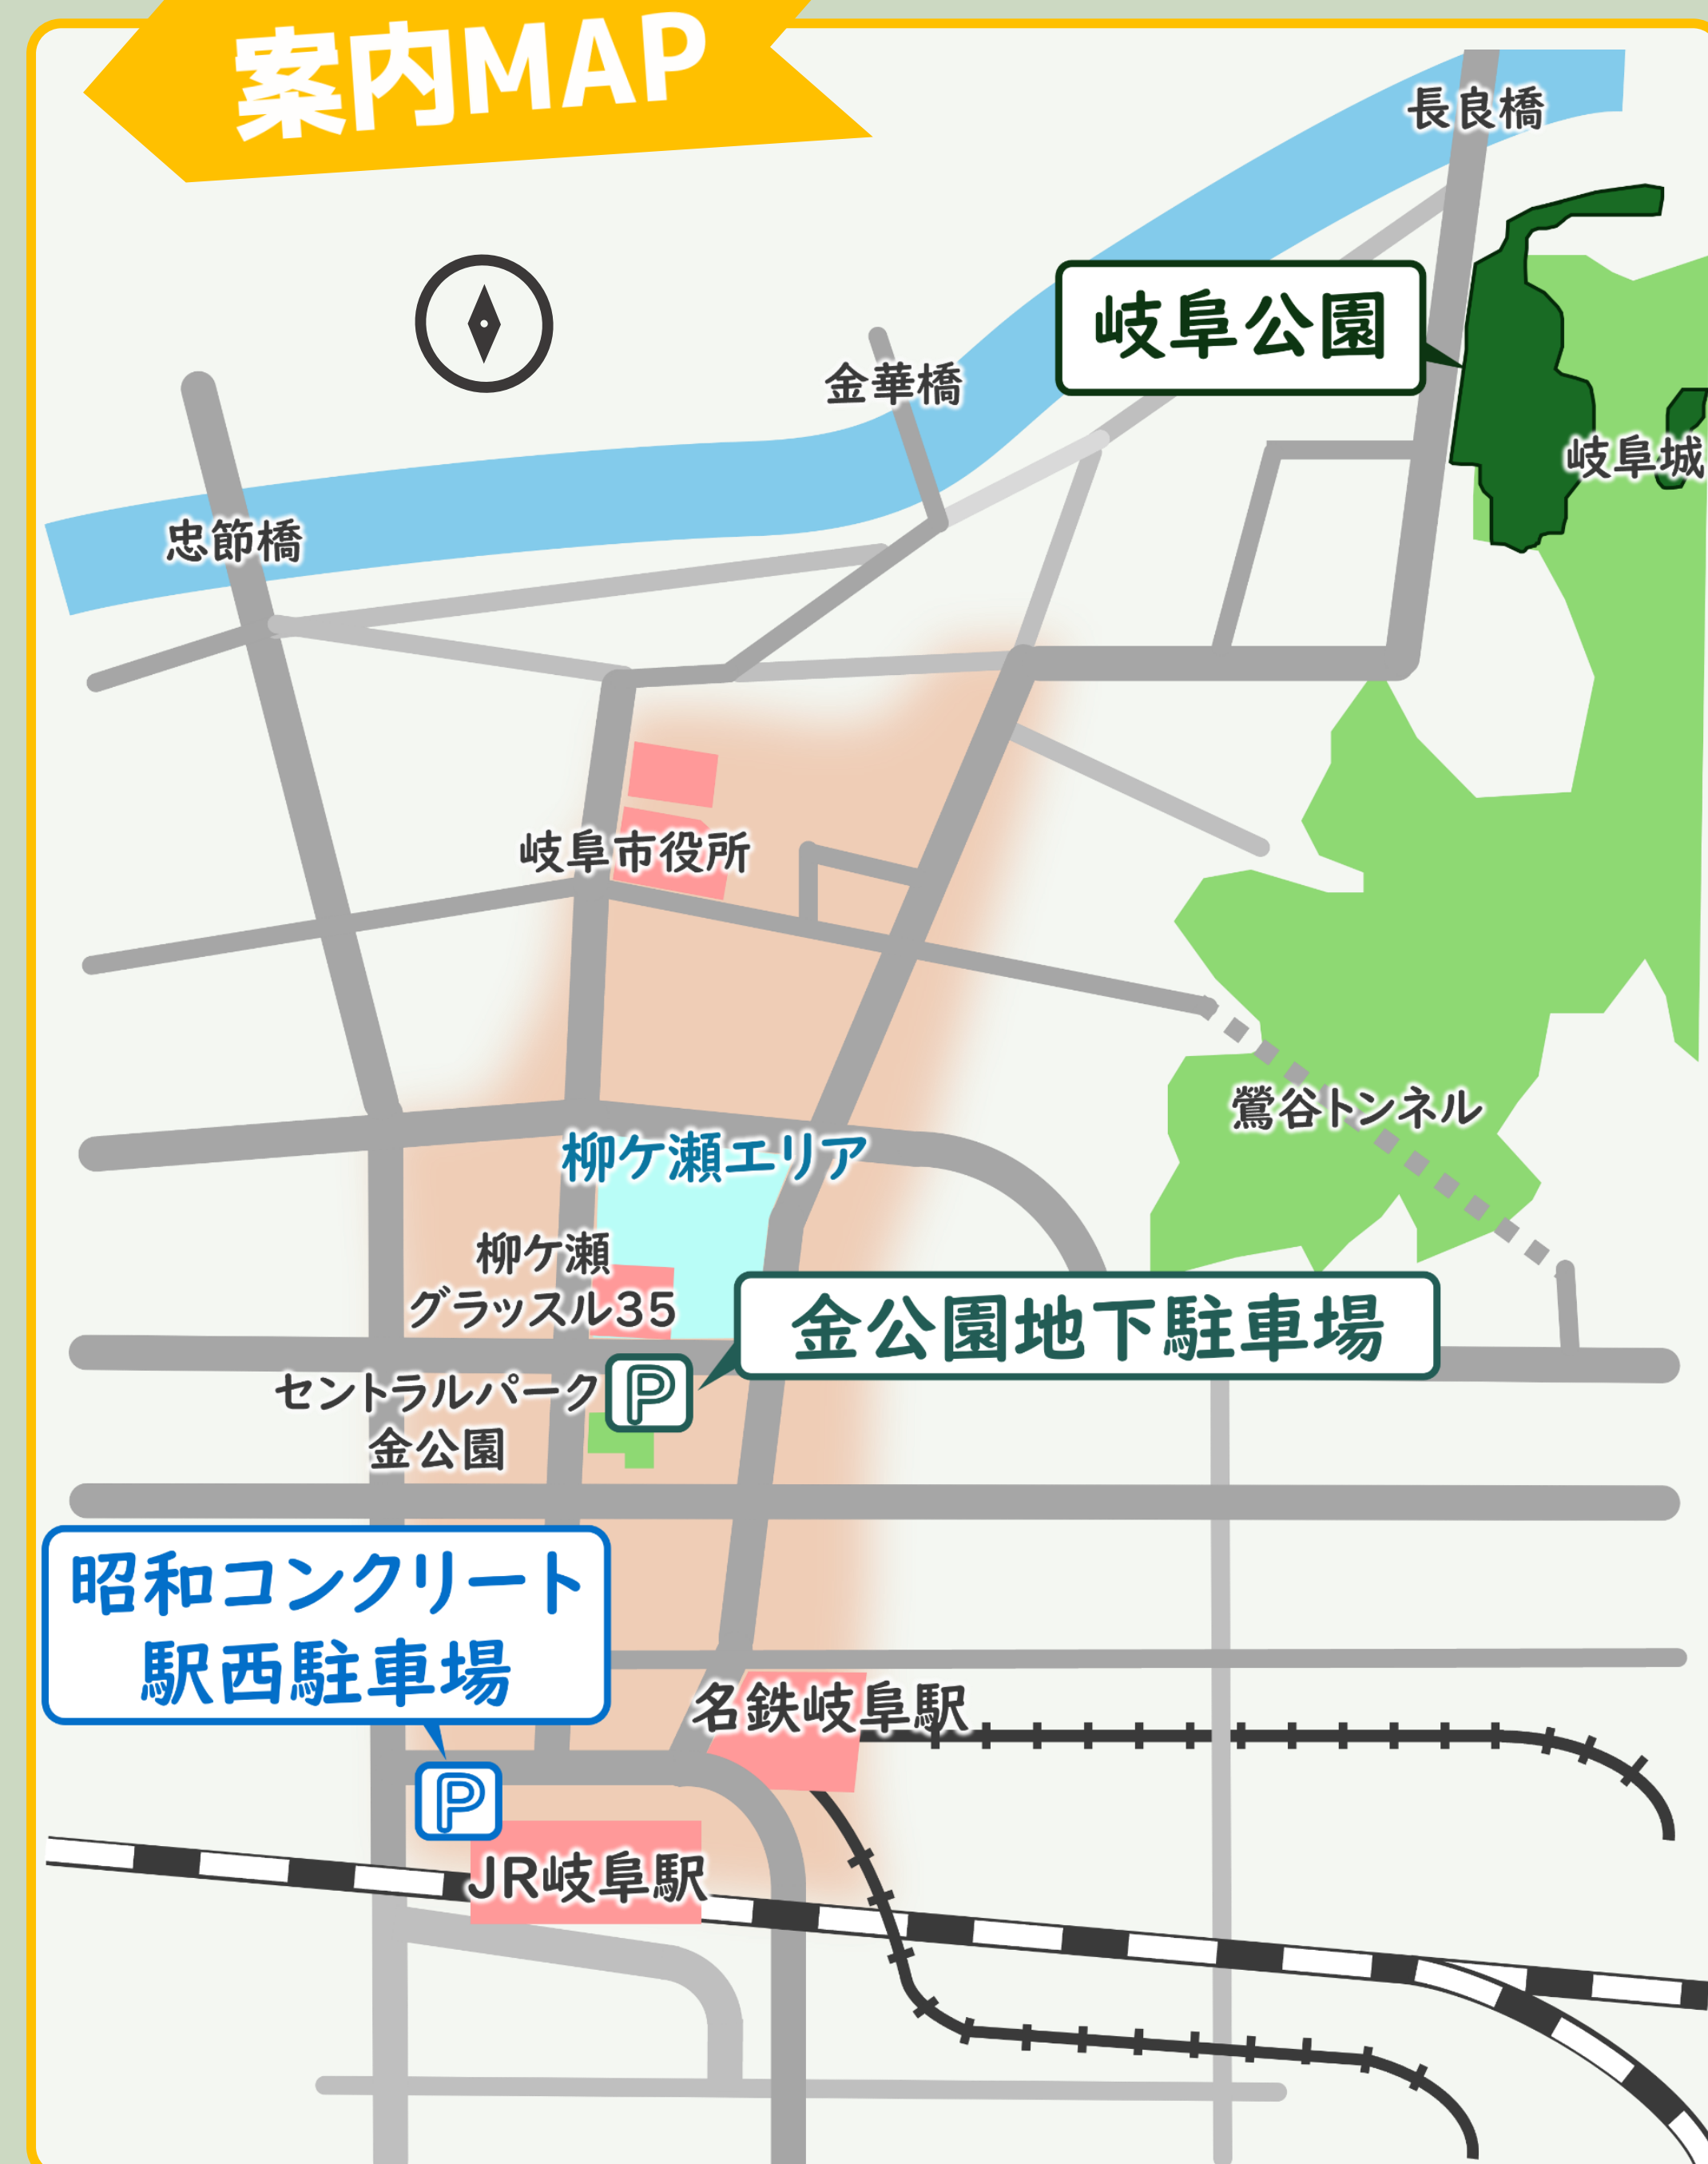 案内MAP
長良橋
岐阜公園
金華橋
岐阜城
忠節橋
岐阜市役所
鶯谷トンネル
柳ケ瀬エリア
柳ケ瀬
グラッスル35
金公園地下駐車場
P
セントラルパーク
金公園
昭和コンクリート
駅西駐車場
名鉄岐阜駅
P
JR岐阜駅